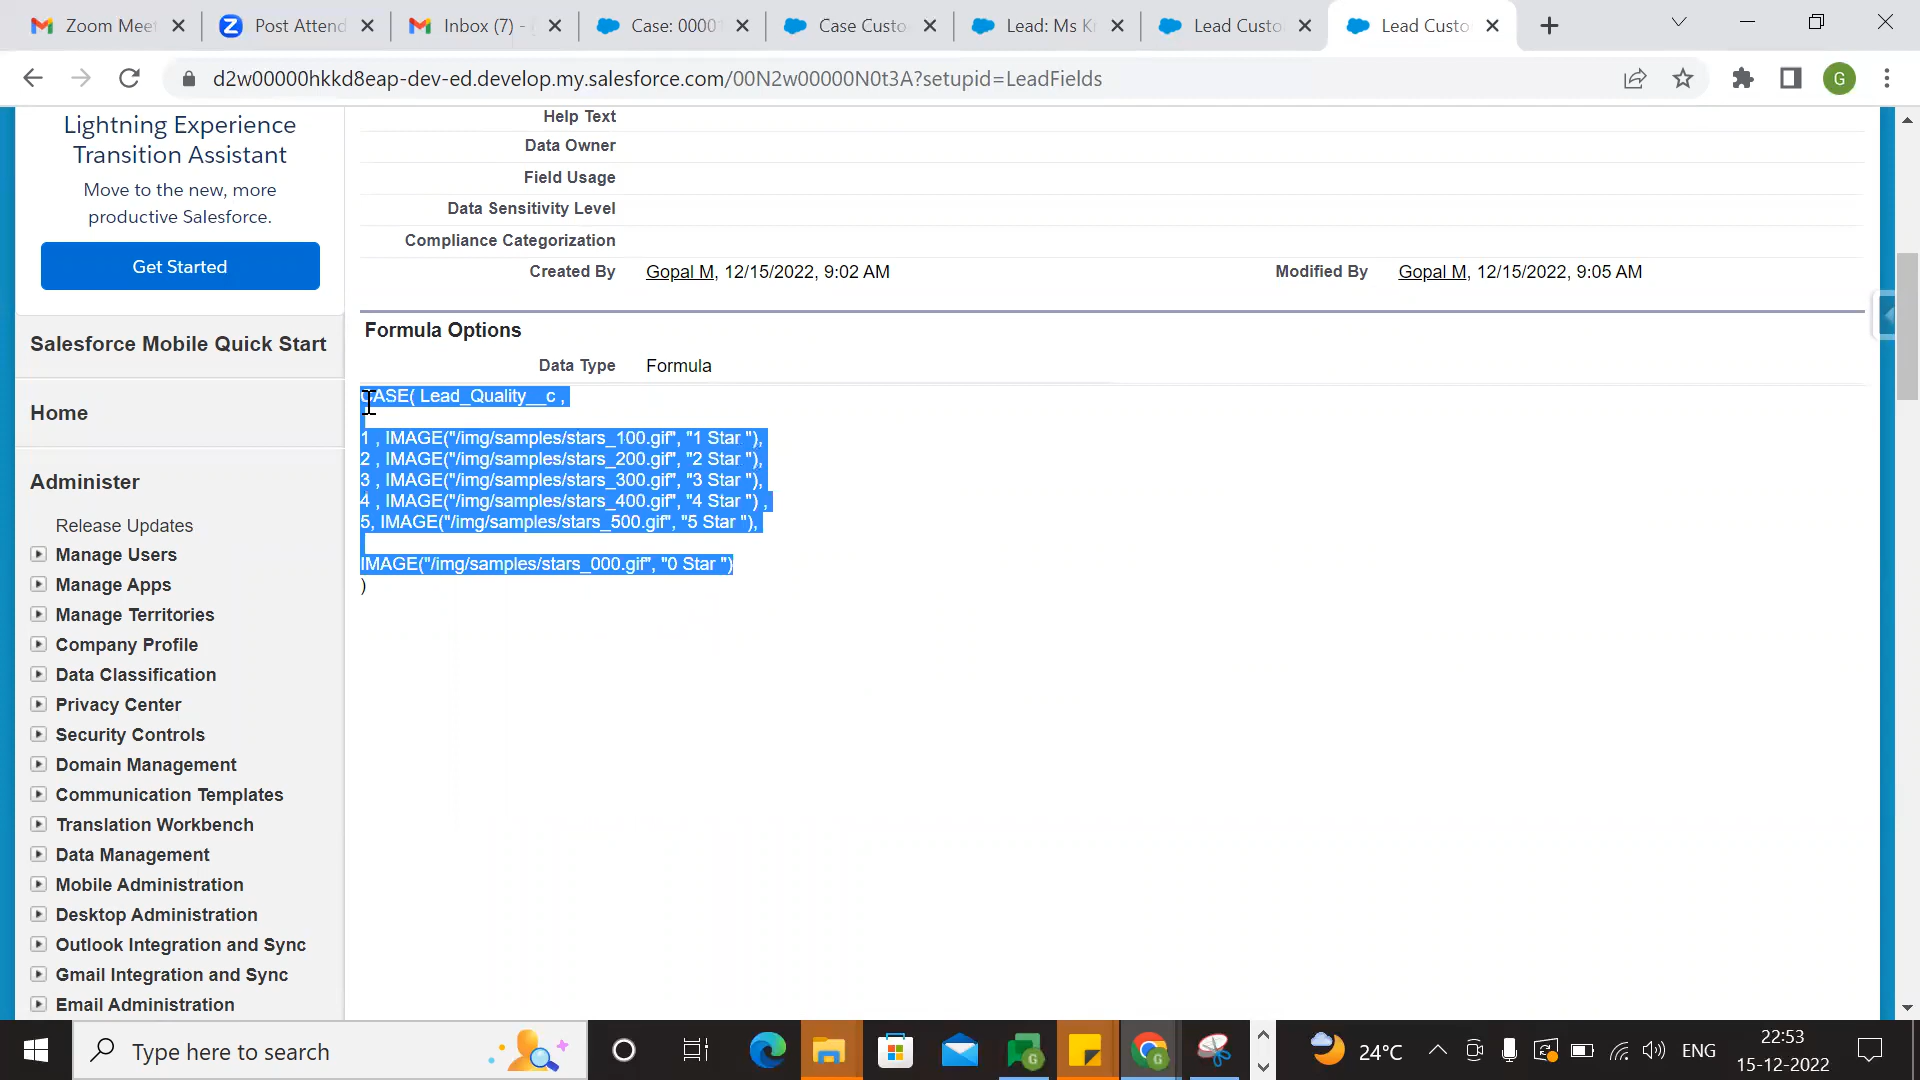 Zoom Meet
Post Attend
Inbox (7) -
Case: 0000
Case Custo
Lead: Ms K
Lead Custo
Lead Custo
d2w00000hkkd8eap-dev-ed.develop.my.salesforce.com/00N2w00000N0t3A?setupid=LeadFields
G
Lightning Experience
Transition Assistant
Move to the new, more
productive Salesforce.
Get Started
Salesforce Mobile Quick Start
Home
Administer
Release Updates
Manage Users
Manage Apps
Manage Territories
Company Profile
Data Classification
Privacy Center
Security Controls
Domain Management
Communication Templates
Translation Workbench
Data Management
Mobile Administration
Desktop Administration
Outlook Integration and Sync
Gmail Integration and Sync
Email Administration
Help Text
Data Owner
Field Usage
Data Sensitivity Level
Compliance Categorization
Created By Gopal M, 12/15/2022, 9:02 AM
Modified By Gopal M, 12/15/2022, 9:05 AM
Formula Options
Data Type Formula
CASE( Lead_Quality__c ,
1 , IMAGE("/img/samples/stars_100.gif", "1 Star "),
2 , IMAGE("/img/samples/stars_200.gif", "2 Star "),
3 , IMAGE("/img/samples/stars_300.gif", "3 Star "),
4 , IMAGE("/img/samples/stars_400.gif", "4 Star ") ,
5, IMAGE("/img/samples/stars_500.gif", "5 Star "),
IMAGE("/img/samples/stars_000.gif", "0 Star ")
)
Type here to search
24°C
ENG
22:53
15-12-2022